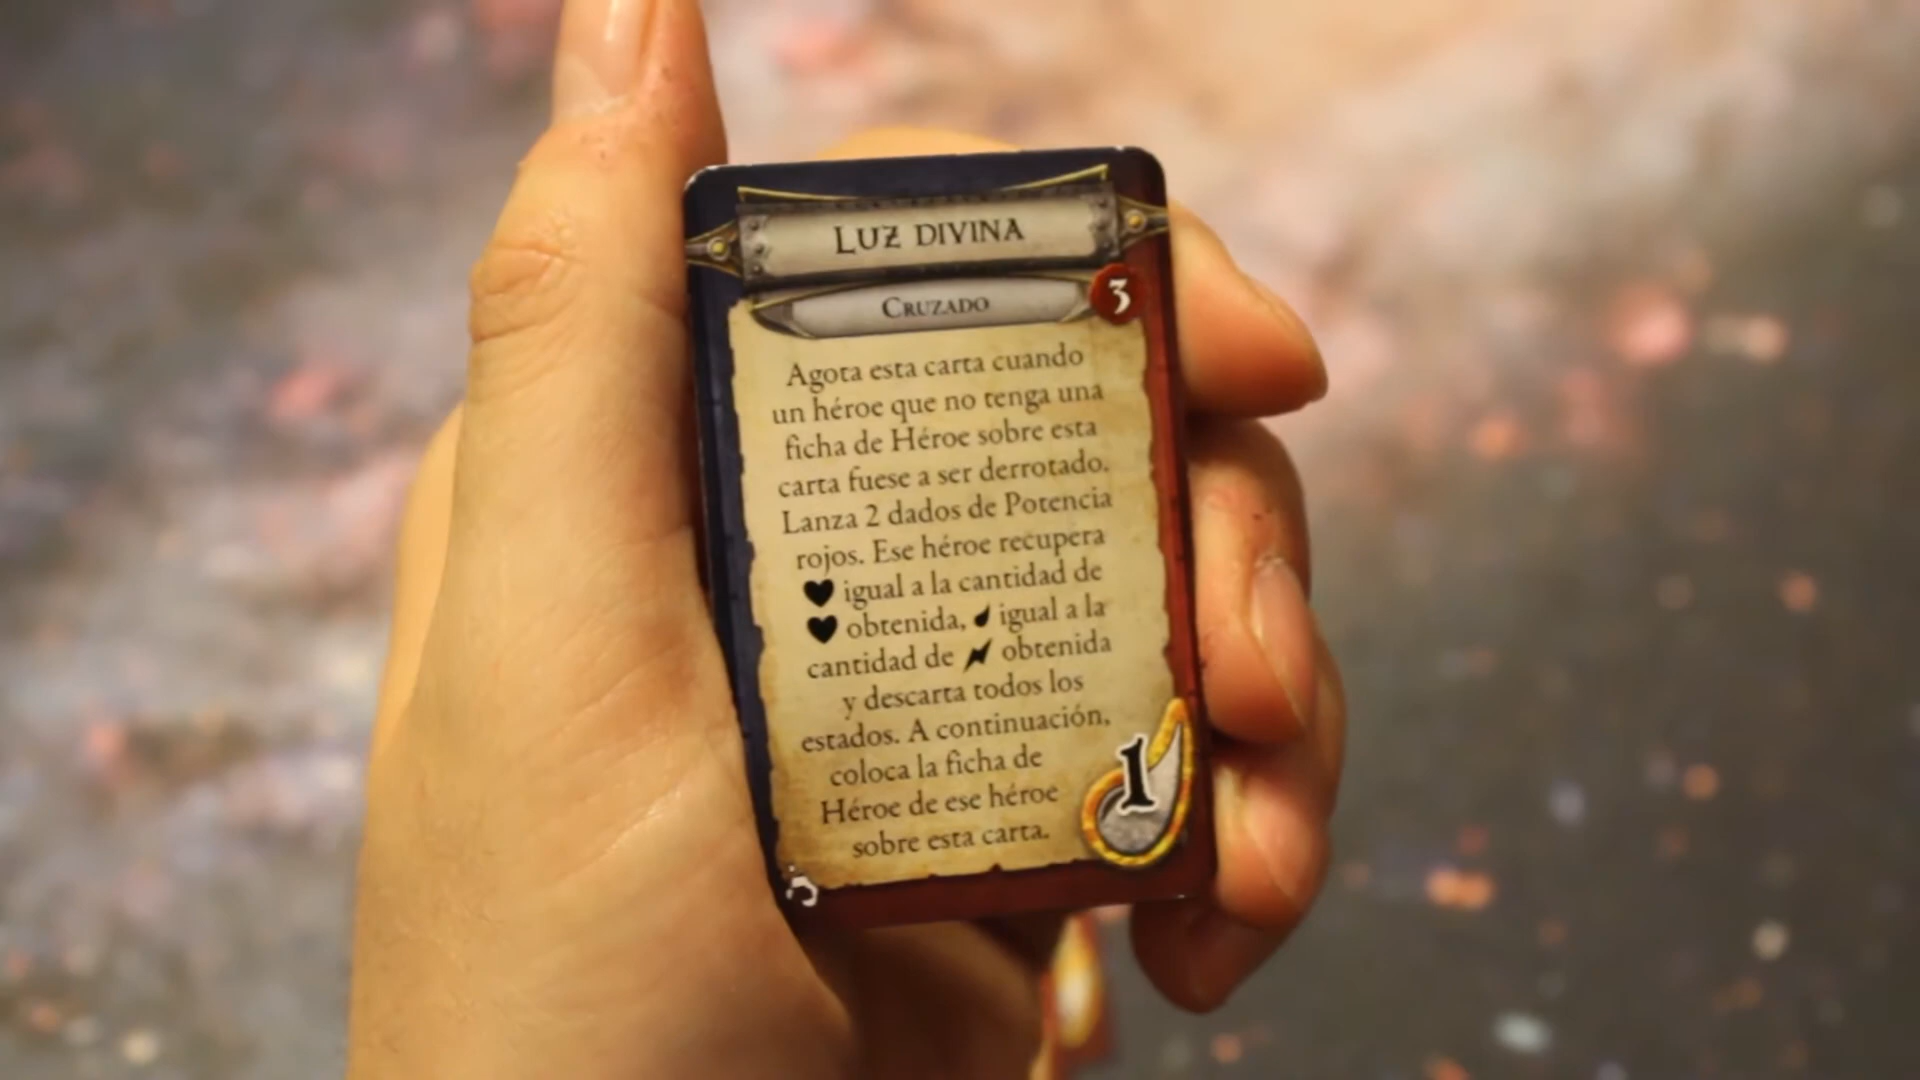 LUZ DIVINA
CRUZADO
3
Agota esta carta cuando
un héroe que no tenga una
ficha de Héroe sobre esta
carta fuese a ser derrotado.
Lanza 2 dados de Potencia
rojos. Ese héroe recupera
igual a la cantidad de
obtenida, igual a la
cantidad de obtenida
y descarta todos los
estados. A continuación,
coloca la ficha de
Héroe de ese héroe
sobre esta carta.
1